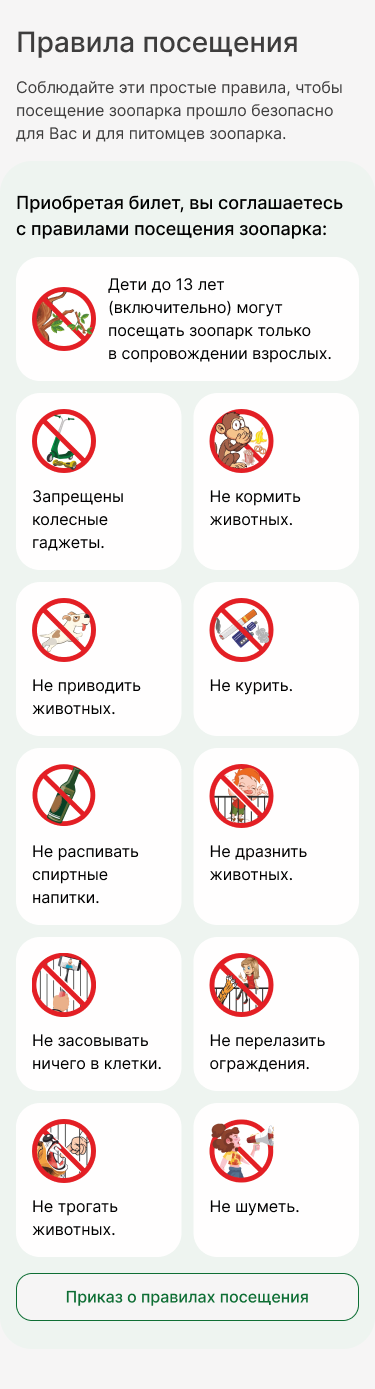 Правила посещения
Соблюдайте эти простые правила, чтобы
посещение зоопарка прошло безопасно
для Вас и для питомцев зоопарка.
Приобретая билет, вы соглашаетесь
с правилами посещения зоопарка:
Дети до 13 лет
(включительно) могут
посещать зоопарк только
в сопровождении взрослых.
Запрещены
колесные
гаджеты.
Не кормить
животных.
Не приводить
животных.
Не курить.
Не распивать
спиртные
напитки.
Не дразнить
животных.
Не засовывать
ничего в клетки.
Не перелазить
ограждения.
Не трогать
животных.
Не шуметь.
Приказ о правилах посещения